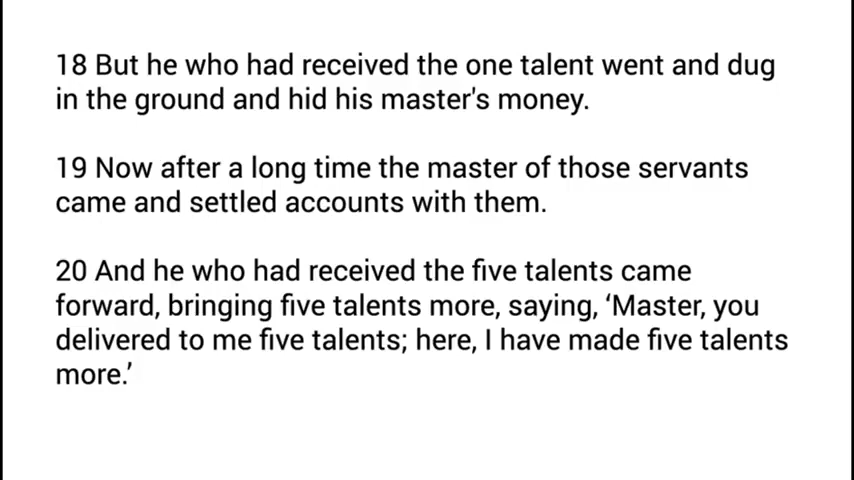 18 But he who had received the one talent went and dug
in the ground and hid his master's money.
19 Now after a long time the master of those servants
came and settled accounts with them.
20 And he who had received the five talents came
forward, bringing five talents more, saying, ‘Master, you
delivered to me five talents; here, I have made five talents
more.’